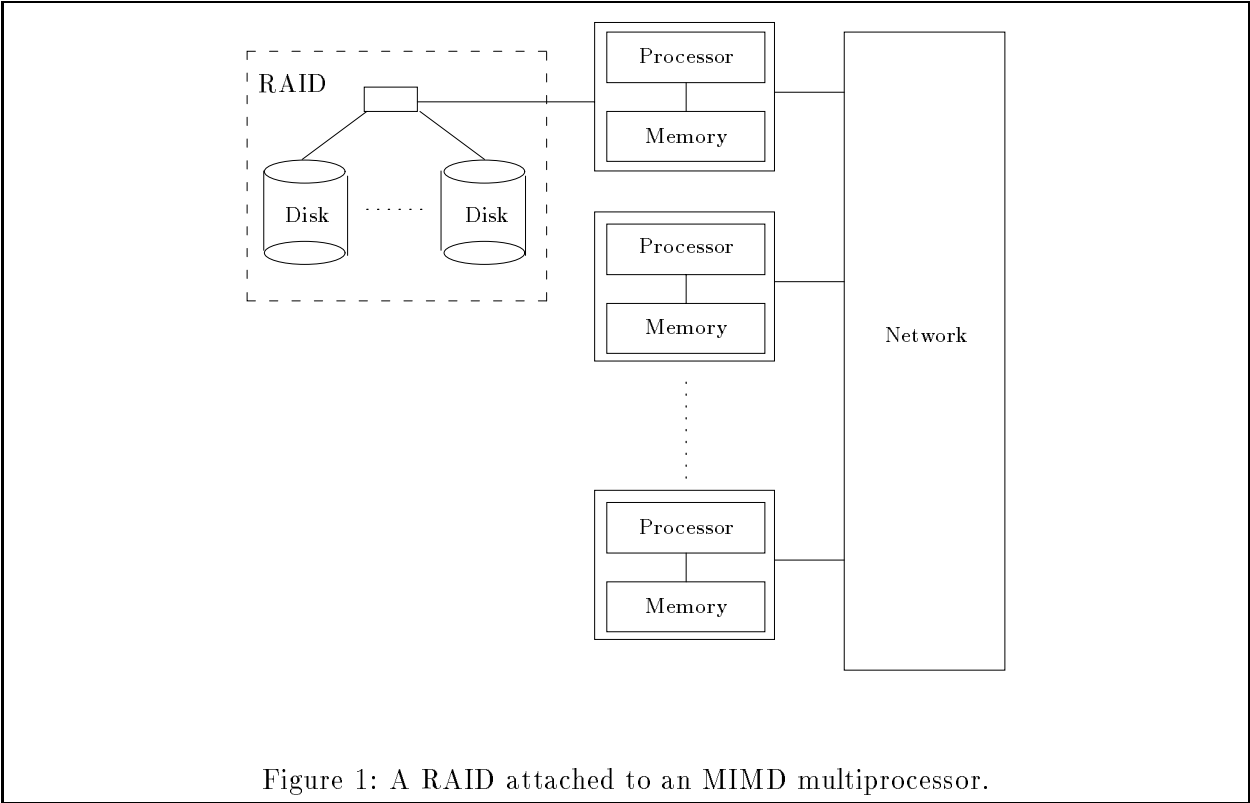 RAID
Disk
Disk
Processor
Memory
Processor
Memory
Processor
Memory
Network
Figure 1: A RAID attached to an MIMD multiprocessor.